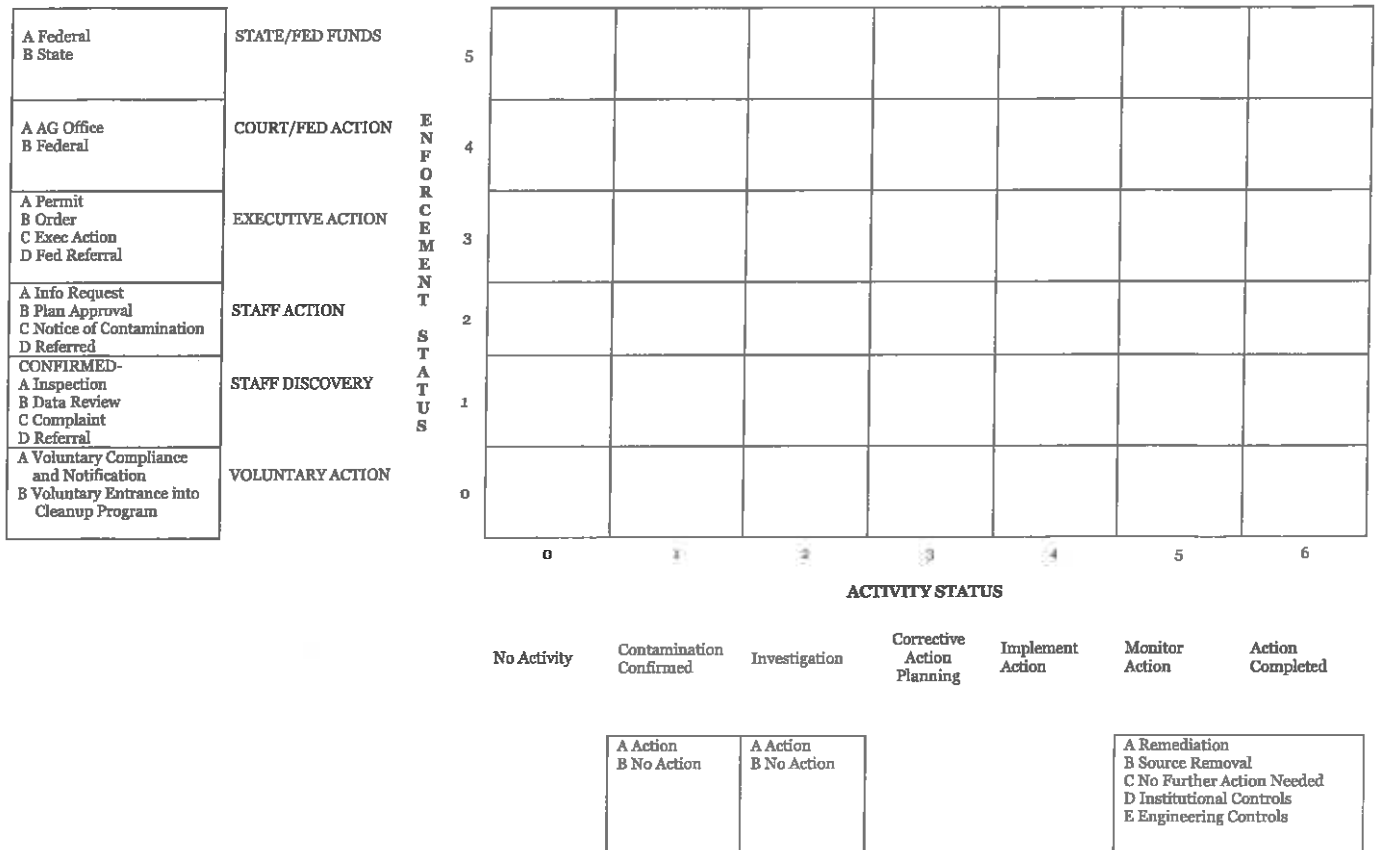 A Federal
B State
STATE/FED FUNDS
5
A AG Office
B Federal
COURT/FED ACTION
4
A Permit
B Order
C Exec Action
D Fed Referral
EXECUTIVE ACTION
3
A Info Request
B Plan Approval
C Notice of Contamination
D Referred
STAFF ACTION
2
CONFIRMED-
A Inspection
B Data Review
C Complaint
D Referral
STAFF DISCOVERY
1
A Voluntary Compliance
and Notification
B Voluntary Entrance into
Cleanup Program
VOLUNTARY ACTION
0
ENFORCEMENT STATUS
0 1 2 3 4 5 6
ACTIVITY STATUS
No Activity
Contamination
Confirmed
Investigation
Corrective
Action
Planning
Implement
Action
Monitor
Action
Action
Completed
A Action
B No Action
A Action
B No Action
A Remediation
B Source Removal
C No Further Action Needed
D Institutional Controls
E Engineering Controls